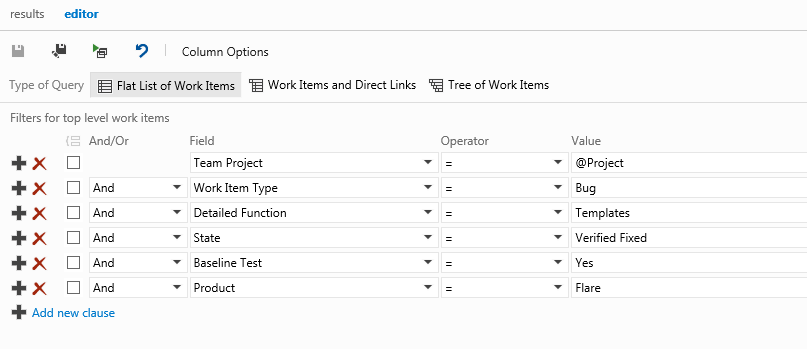 results editor
Column Options
Type of Query Flat List of Work Items Work Items and Direct Links Tree of Work Items
Filters for top level work items
And/Or Field Operator Value
Team Project = @Project
And Work Item Type = Bug
And Detailed Function = Templates
And State = Verified Fixed
And Baseline Test = Yes
And Product = Flare
Add new clause